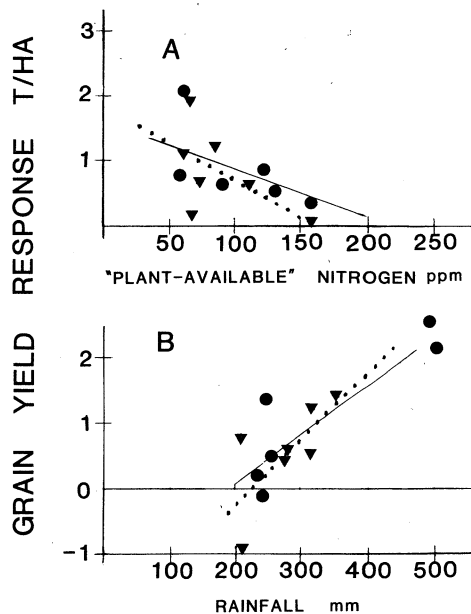 GRAIN YIELD RESPONSE T/HA
3
A
2
1
50 100 150 200 250
"PLANT-AVAILABLE" NITROGEN ppm
B
2
1
0
-1
100 200 300 400 500
RAINFALL mm